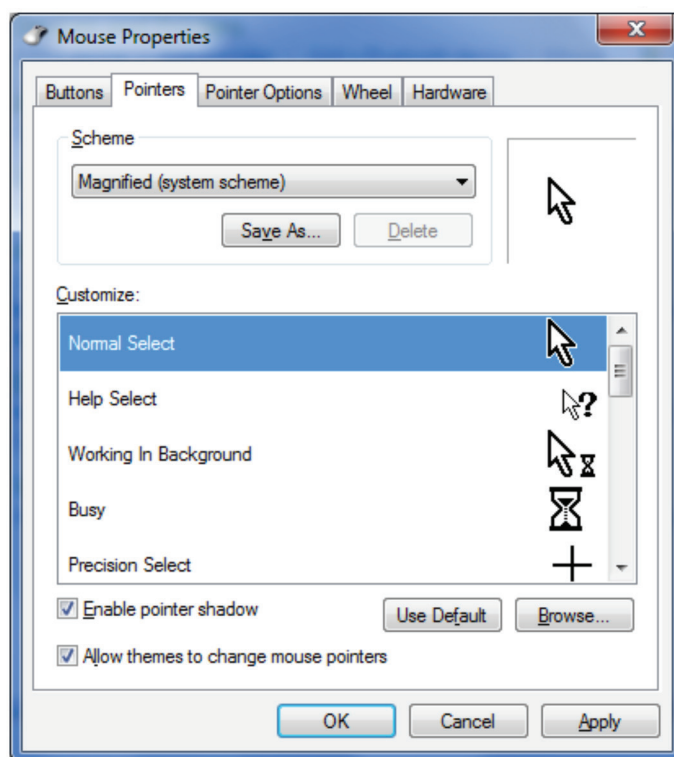 Mouse Properties
Buttons Pointers Pointer Options Wheel Hardware
Scheme
Magnified (system scheme)
Save As... Delete
Customize:
Normal Select
Help Select
Working In Background
Busy
Precision Select
Enable pointer shadow Use Default Browse...
Allow themes to change mouse pointers
OK Cancel Apply